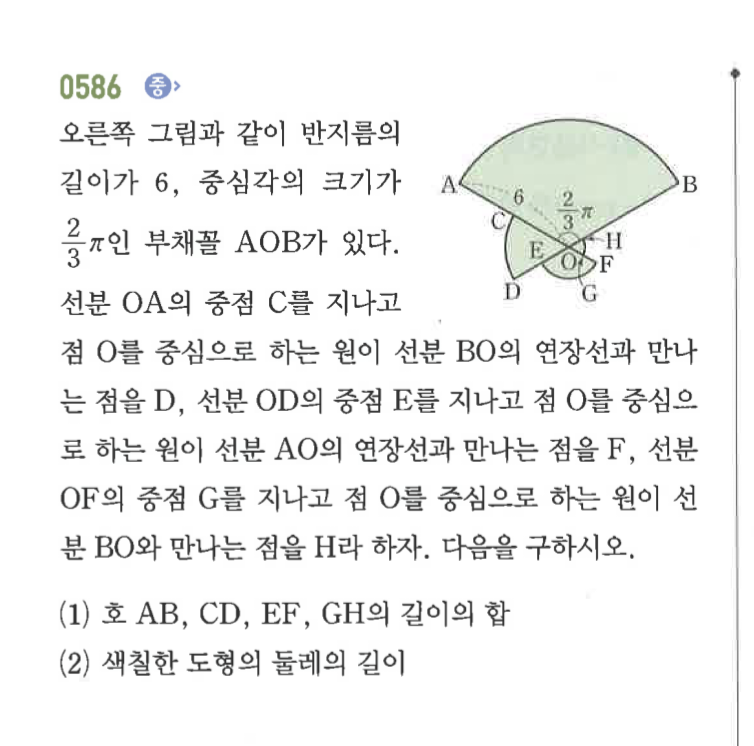 0586 중
오른쪽 그림과 같이 반지름의
길이가 6, 중심각의 크기가
2/3 π인 부채꼴 AOB가 있다.
선분 OA의 중점 C를 지나고
점 O를 중심으로 하는 원이 선분 BO의 연장선과 만나
는 점을 D, 선분 OD의 중점 E를 지나고 점 O를 중심으
로 하는 원이 선분 AO의 연장선과 만나는 점을 F, 선분
OF의 중점 G를 지나고 점 O를 중심으로 하는 원이 선
분 BO와 만나는 점을 H라 하자. 다음을 구하시오.
(1) 호 AB, CD, EF, GH의 길이의 합
(2) 색칠한 도형의 둘레의 길이
A
B
6
2/3 π
C
H
E
O
F
D
G